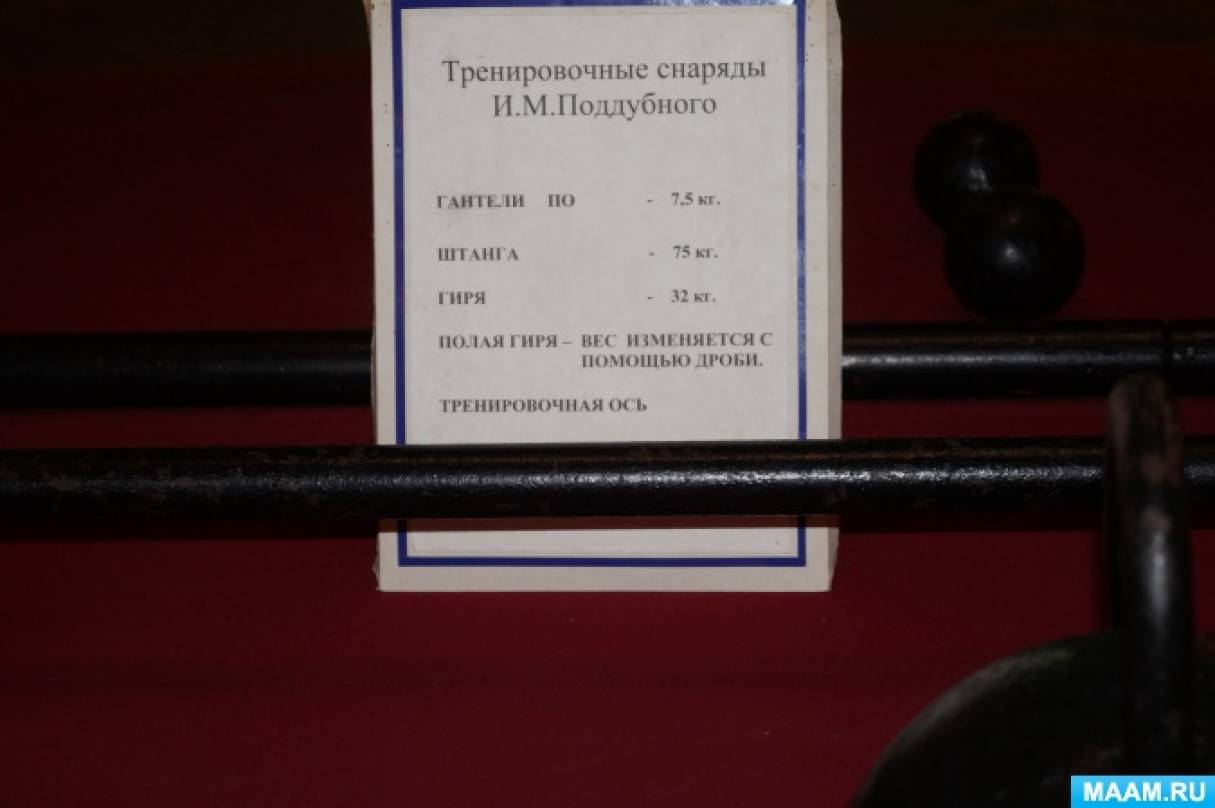 Тренировочные снаряды
И.М.Поддубного
ГАНТЕЛИ ПО - 7,5 кг.
ШТАНГА - 75 кг.
ГИРЯ - 32 кг.
ПОЛАЯ ГИРЯ – ВЕС ИЗМЕНЯЕТСЯ С
ПОМОЩЬЮ ДРОБИ.
ТРЕНИРОВОЧНАЯ ОСЬ
MAAM.RU